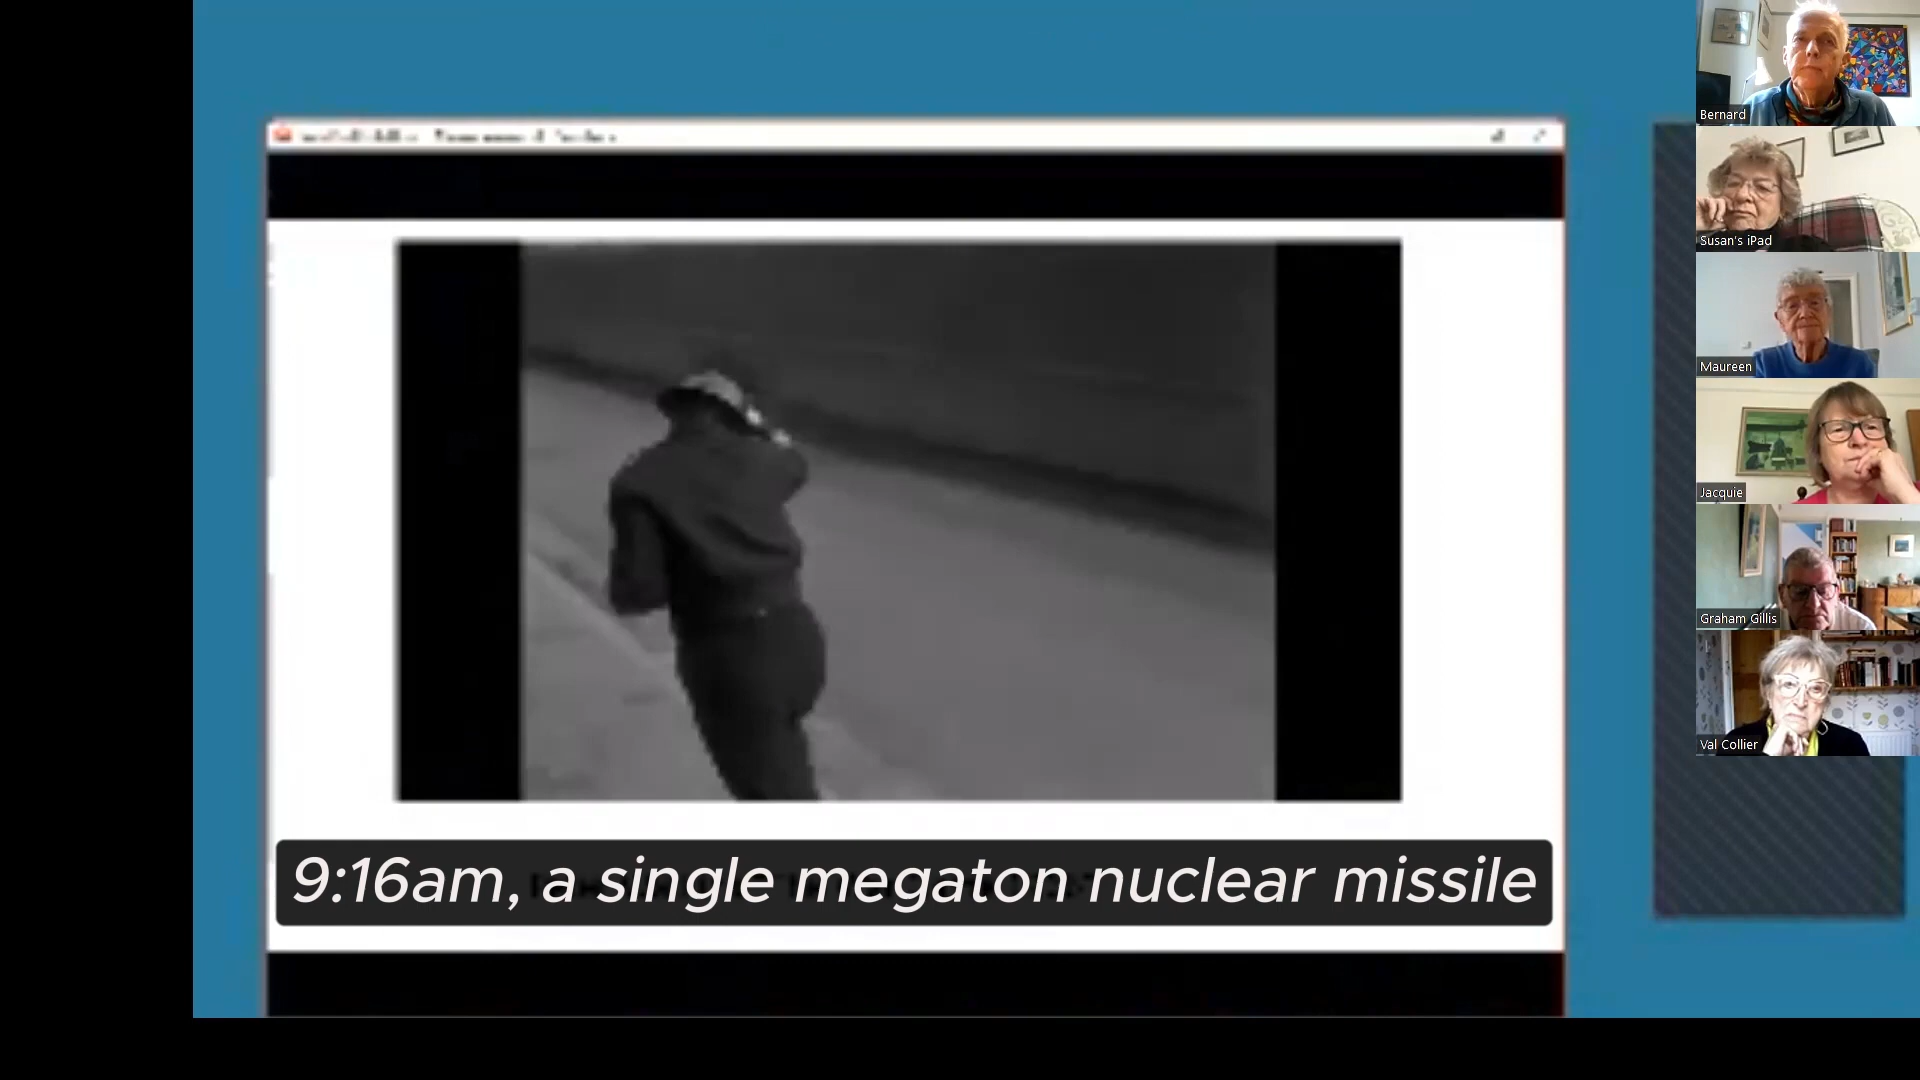 Bernard
Susan's iPad
Maureen
Jacquie
Graham Gillis
Val Collier
9:16am, a single megaton nuclear missile